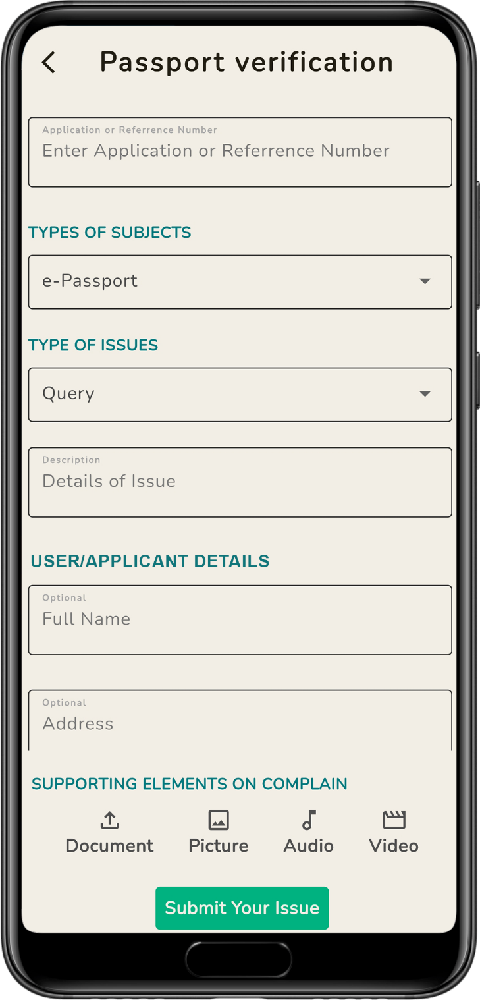 Passport verification
Application or Referrence Number
Enter Application or Referrence Number
TYPES OF SUBJECTS
e-Passport
TYPE OF ISSUES
Query
Description
Details of Issue
USER/APPLICANT DETAILS
Optional
Full Name
Optional
Address
SUPPORTING ELEMENTS ON COMPLAIN
Document Picture Audio Video
Submit Your Issue